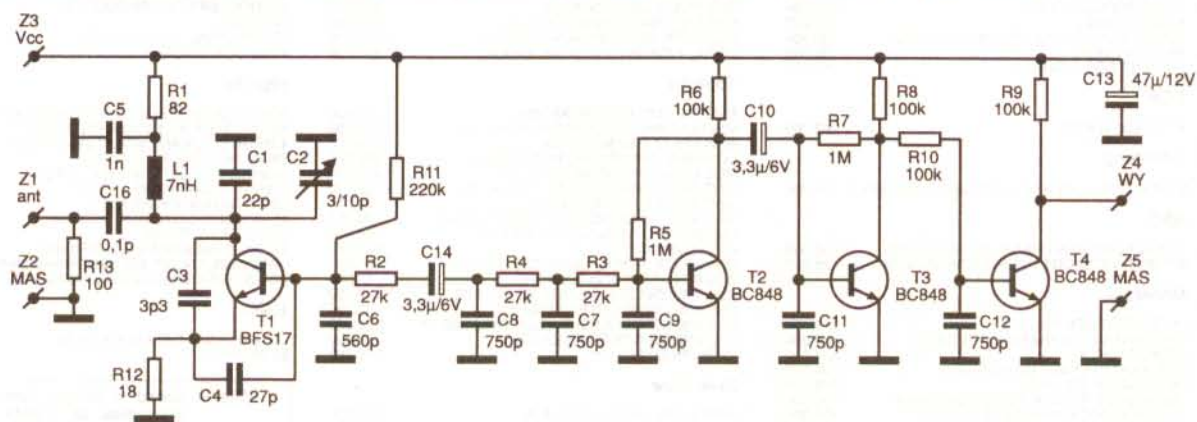 Z3
Vcc
R1
82
C5
1n
L1
7nH
C1
22p
C2
3/10p
R11
220k
Z1
ant
C16
0,1p
R13
100
Z2
MAS
C3
3p3
T1
BFS17
R12
18
C4
27p
R2
27k
C6
560p
C14
3,3µ/6V
R4
27k
C8
750p
R3
27k
C7
750p
R5
1M
C9
750p
R6
100k
T2
BC848
C10
3,3µ/6V
R7
1M
C11
750p
R8
100k
T3
BC848
R10
100k
C12
750p
R9
100k
T4
BC848
C13
47µ/12V
Z4
WY
Z5
MAS